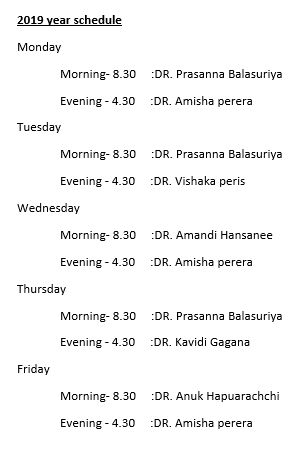 2019 year schedule
Monday
Morning- 8.30 :DR. Prasanna Balasuriya
Evening - 4.30 :DR. Amisha perera
Tuesday
Morning- 8.30 :DR. Prasanna Balasuriya
Evening - 4.30 :DR. Vishaka peris
Wednesday
Morning- 8.30 :DR. Amandi Hansanee
Evening - 4.30 :DR. Amisha perera
Thursday
Morning- 8.30 :DR. Prasanna Balasuriya
Evening - 4.30 :DR. Kavidi Gagana
Friday
Morning- 8.30 :DR. Anuk Hapuarachchi
Evening - 4.30 :DR. Amisha perera